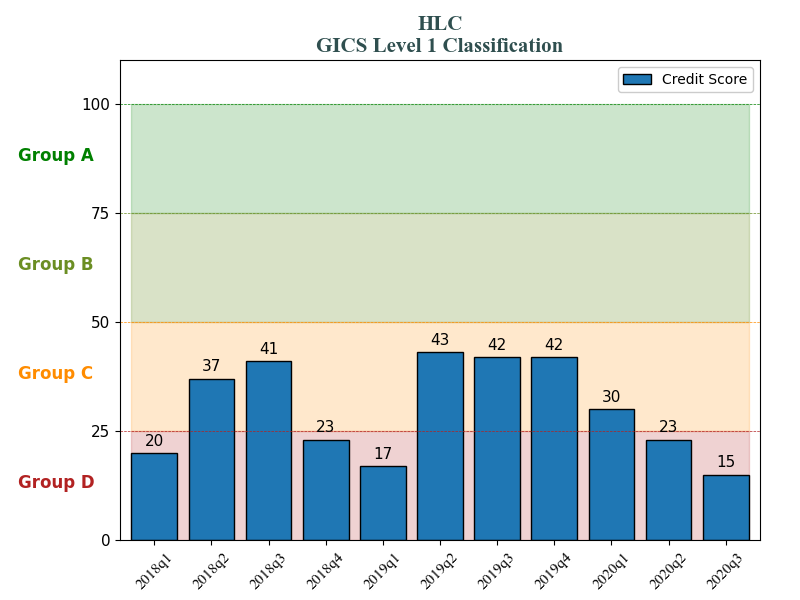 HLC
GICS Level 1 Classification
Credit Score
100
Group A
75
Group B
50
43
42
42
41
37
Group C
30
25
23
23
20
17
15
Group D
0
2018q1
2018q2
2018q3
2018q4
2019q1
2019q2
2019q3
2019q4
2020q1
2020q2
2020q3